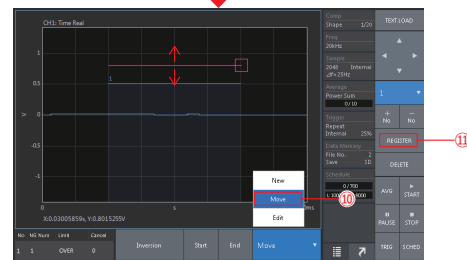 CH1: Time Real
1
0.5
0
-0.5
-1
V
1
0
s
ms
X:0.03005859s, Y:0.8015255V
New
Move
Edit
10
No NG Num Limit Cancel
1 1 OVER 0
Inversion
Start
End
Move
Comp
Shape 1/20
Freq
20kHz
Sample
2048 Internal
⊿f=25Hz
Average
Power Sum
0/10
Trigger
Repeat
Internal 25%
Data Memory
File No. 2
Save 1D
Schedule
0/700
TEXT LOAD
1
+ No
− No
REGISTER
11
DELETE
AVG
START
PAUSE
STOP
TRIG
SCHED